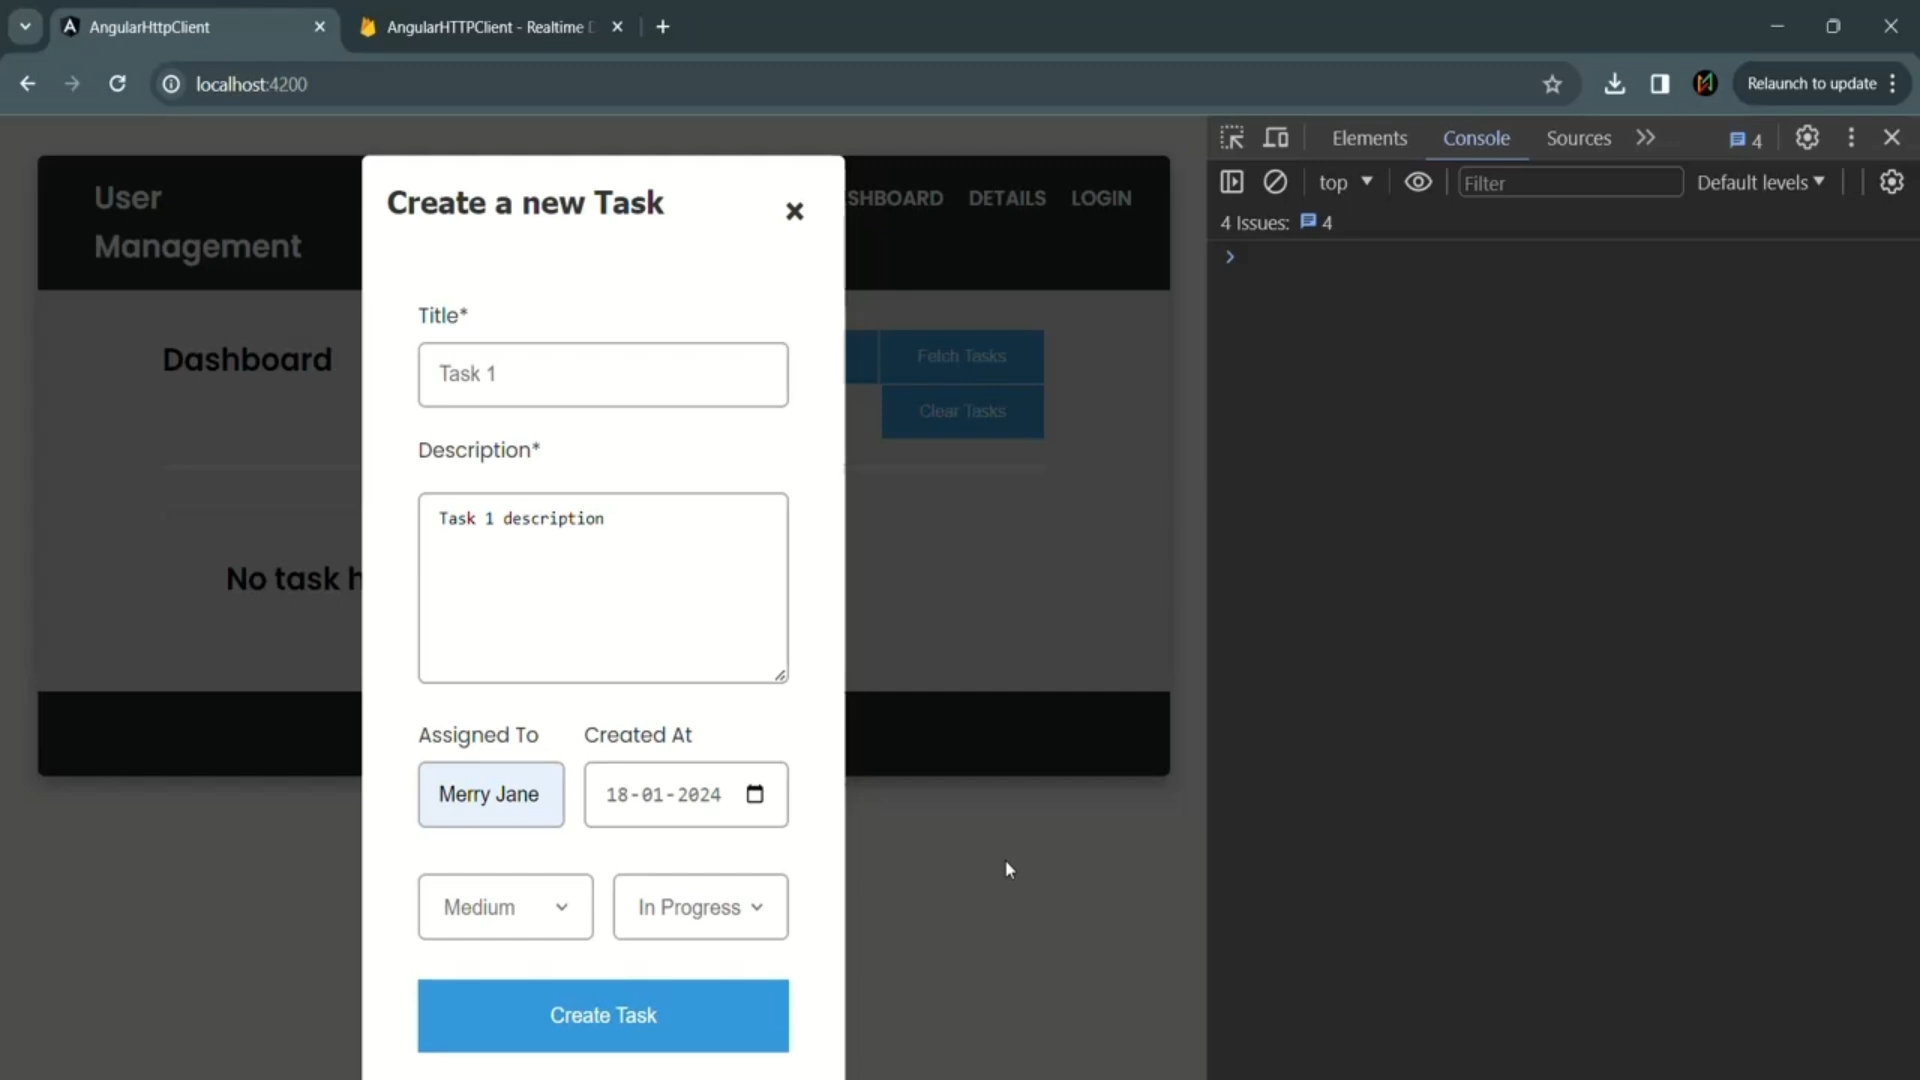 AngularHttpClient
AngularHTTPClient - Realtime
localhost:4200
Relaunch to update
Elements
Console
Sources
4
top
Filter
Default levels
4 Issues:
4
User
Management
DETAILS
LOGIN
Create a new Task
Title*
Task 1
Dashboard
Fetch Tasks
Clear Tasks
Description*
Task 1 description
No task
Assigned To
Created At
Merry Jane
18-01-2024
Medium
In Progress
Create Task